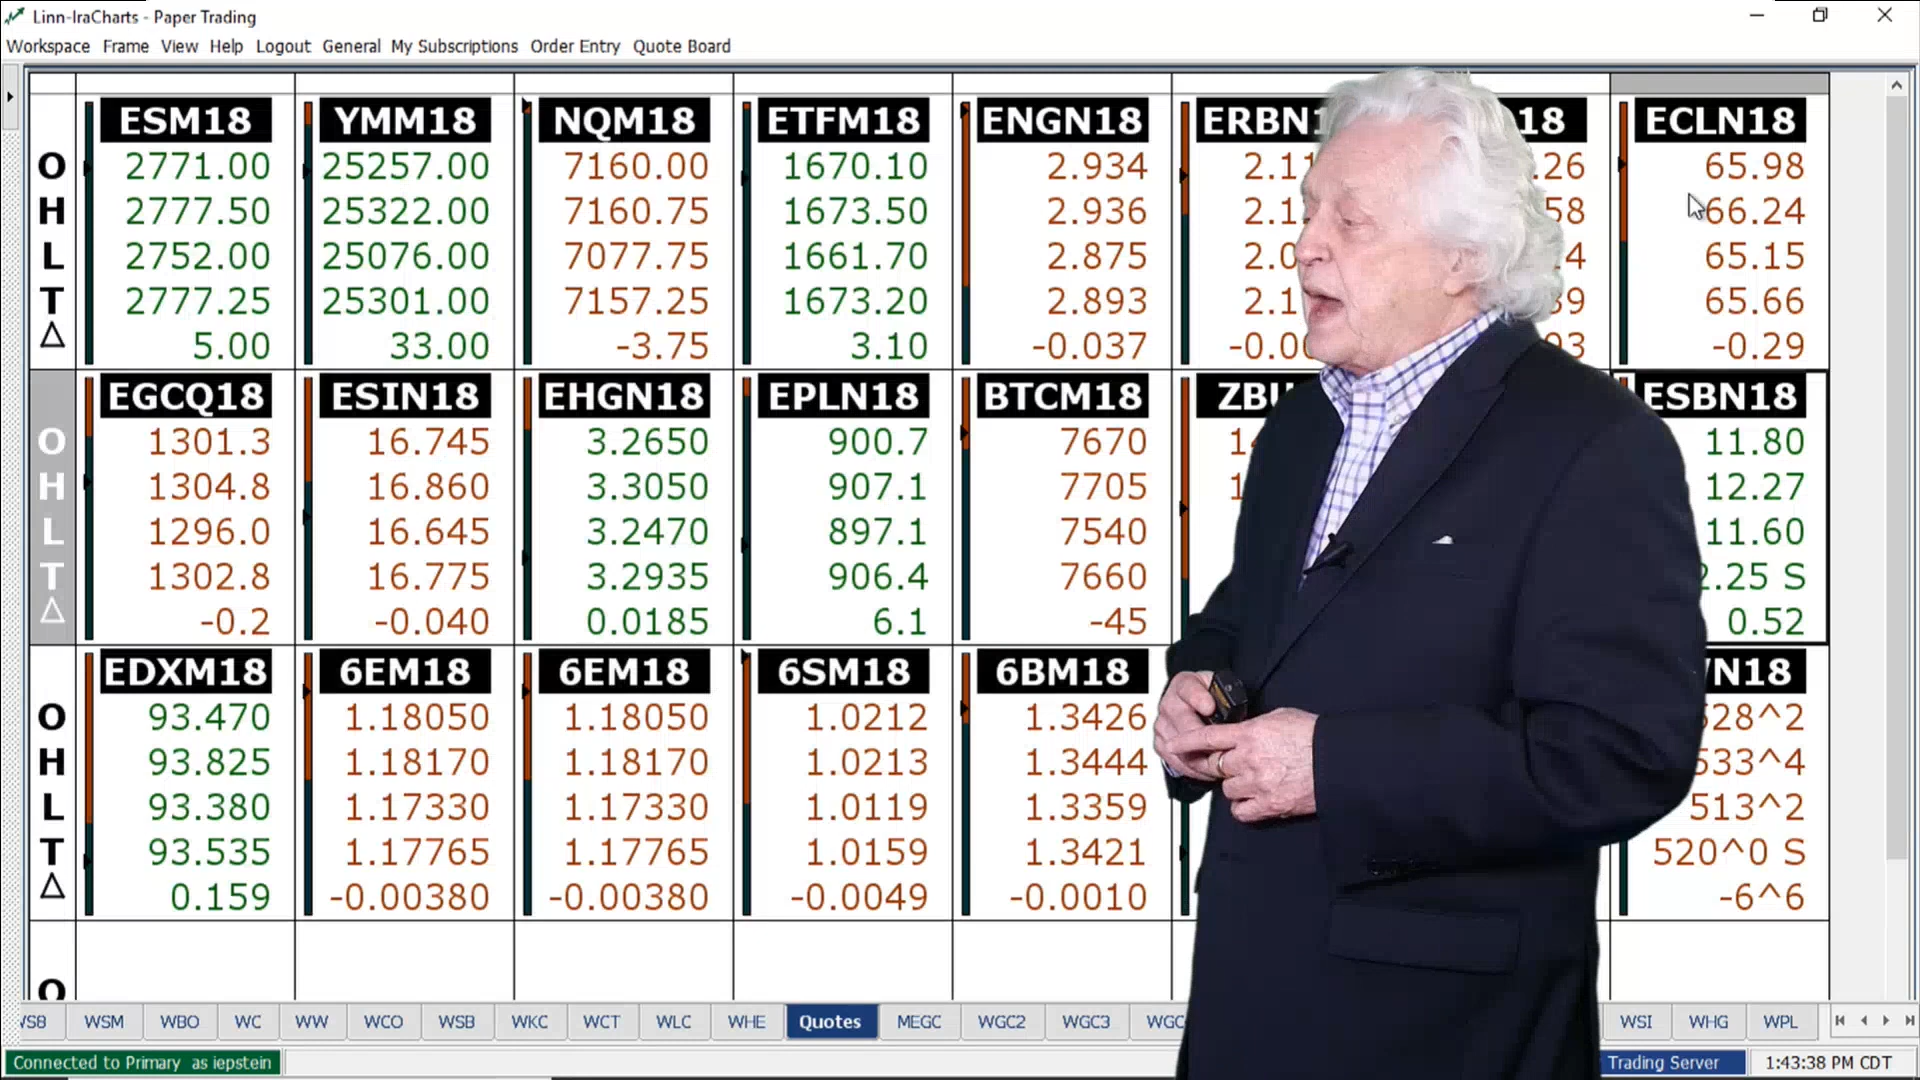 Linn-IraCharts - Paper Trading
Workspace Frame View Help Logout General My Subscriptions Order Entry Quote Board
ESM18 YMM18 NQM18 ETFM18 ENGN18 ECLN18
O 2771.00 25257.00 7160.00 1670.10 2.934 65.98
H 2777.50 25322.00 7160.75 1673.50 2.936 66.24
L 2752.00 25076.00 7077.75 1661.70 2.875 65.15
T 2777.25 25301.00 7157.25 1673.20 2.893 65.66
Δ 5.00 33.00 -3.75 3.10 -0.037 -0.29
EGCQ18 ESIN18 EHGN18 EPLN18 BTCM18 ESBN18
O 1301.3 16.745 3.2650 900.7 7670 11.80
H 1304.8 16.860 3.3050 907.1 7705 12.27
L 1296.0 16.645 3.2470 897.1 7540 11.60
T 1302.8 16.775 3.2935 906.4 7660
Δ -0.2 -0.040 0.0185 6.1 -45 0.52
EDXM18 6EM18 6EM18 6SM18 6BM18
O 93.470 1.18050 1.18050 1.0212 1.3426
H 93.825 1.18170 1.18170 1.0213 1.3444
L 93.380 1.17330 1.17330 1.0119 1.3359 513^2
T 93.535 1.17765 1.17765 1.0159 1.3421 520^0 S
Δ 0.159 -0.00380 -0.00380 -0.0049 -0.0010 -6^6
O
WSM WBO WC WW WCO WSB WKC WCT WLC WHE Quotes MEGC WGC2 WGC3 WSI WHG WPL
Connected to Primary as iepstein Trading Server 1:43:38 PM CDT